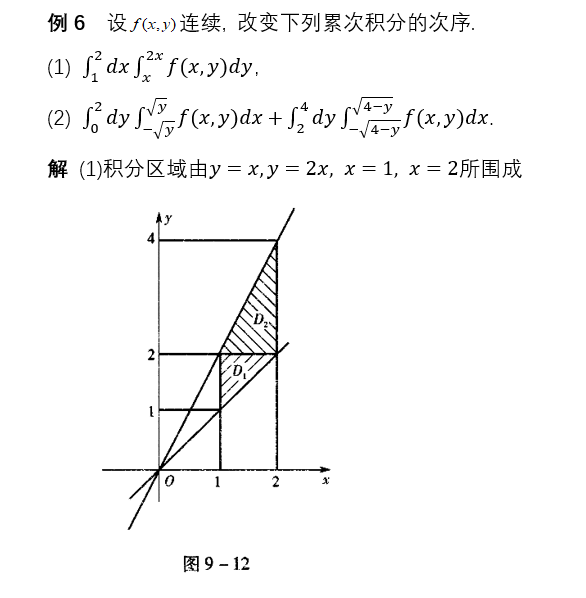 例 6 设 f(x,y) 连续, 改变下列累次积分的次序.
(1) ∫₁² dx ∫ₓ²ˣ f(x,y)dy,
(2) ∫₀² dy ∫_{-√y}^{√y} f(x,y)dx + ∫₂⁴ dy ∫_{-√(4-y)}^{√(4-y)} f(x,y)dx.
解 (1)积分区域由y = x, y = 2x, x = 1, x = 2所围成
y
4
D₂
2
D₁
1
O 1 2 x
图 9 - 12